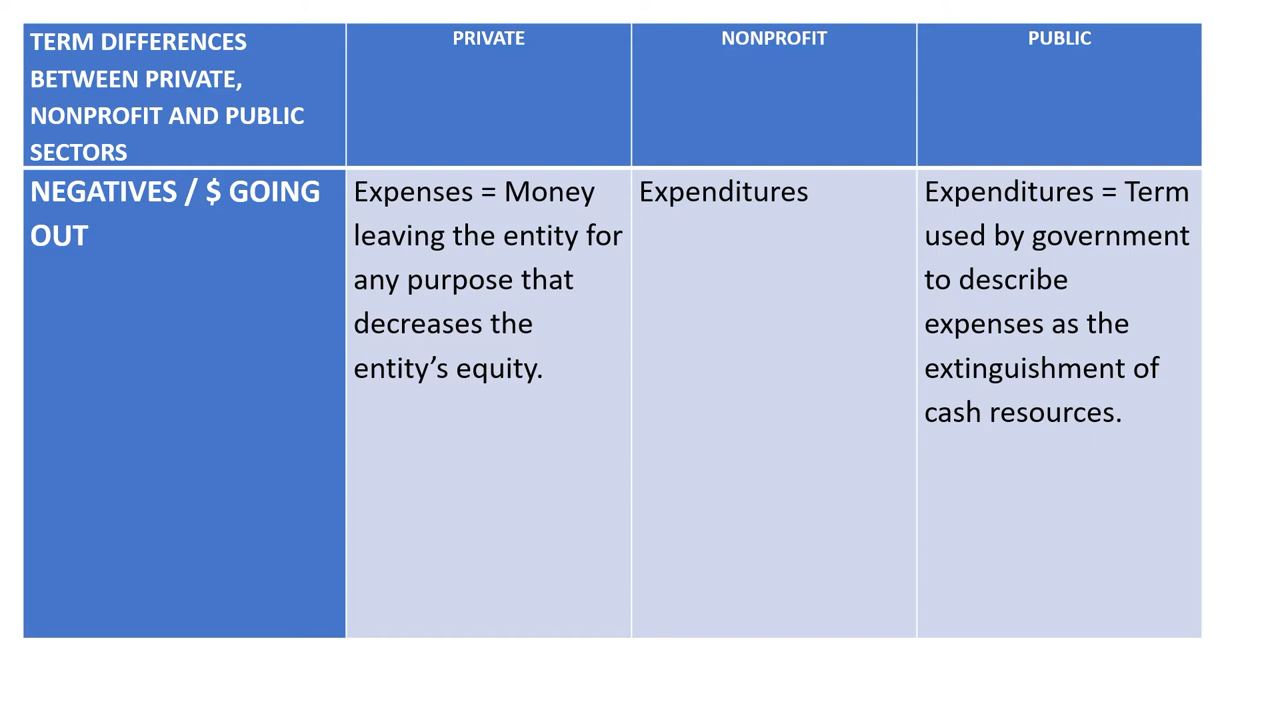 TERM DIFFERENCES
BETWEEN PRIVATE,
NONPROFIT AND PUBLIC
SECTORS
PRIVATE
NONPROFIT
PUBLIC
NEGATIVES / $ GOING
OUT
Expenses = Money
leaving the entity for
any purpose that
decreases the
entity’s equity.
Expenditures
Expenditures = Term
used by government
to describe
expenses as the
extinguishment of
cash resources.